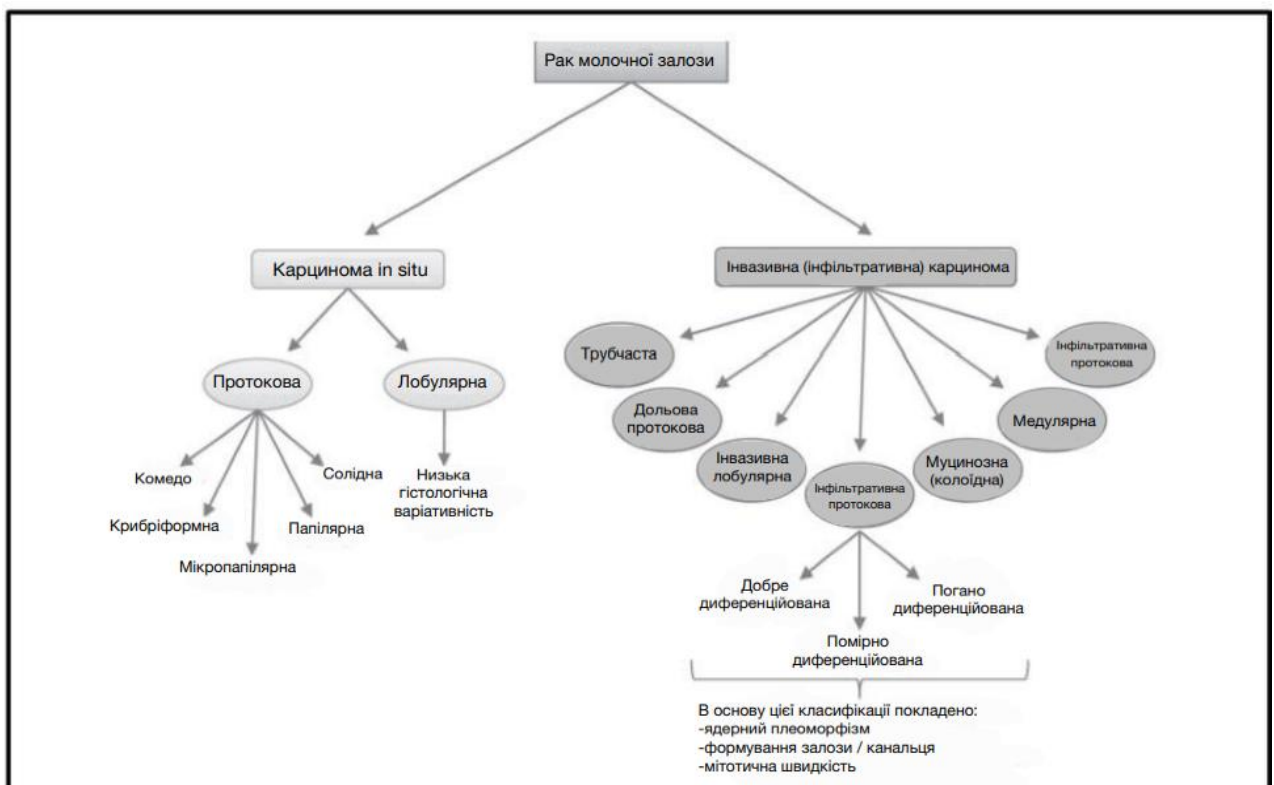 Рак молочної залози
Карцинома in situ
Інвазивна (інфільтративна) карцинома
Протокова
Лобулярна
Комедо
Крибріформна
Мікропапілярна
Папілярна
Солідна
Низька
гістологічна
варіативність
Трубчаста
Дольова
протокова
Інвазивна
лобулярна
Інфільтративна
протокова
Муцинозна
(колоїдна)
Медулярна
Інфільтративна
протокова
Добре
диференційована
Помірно
диференційована
Погано
диференційована
В основу цієї класифікації покладено:
-ядерний плеоморфізм
-формування залози / канальця
-мітотична швидкість